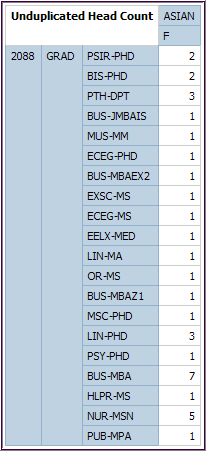 Unduplicated Head Count ASIAN
F
2088 GRAD PSIR-PHD 2
BIS-PHD 2
PTH-DPT 3
BUS-JMBAIS 1
MUS-MM 1
ECEG-PHD 1
BUS-MBAEX2 1
EXSC-MS 1
ECEG-MS 1
EELX-MED 1
LIN-MA 1
OR-MS 1
BUS-MBAZ1 1
MSC-PHD 1
LIN-PHD 3
PSY-PHD 1
BUS-MBA 7
HLPR-MS 1
NUR-MSN 5
PUB-MPA 1